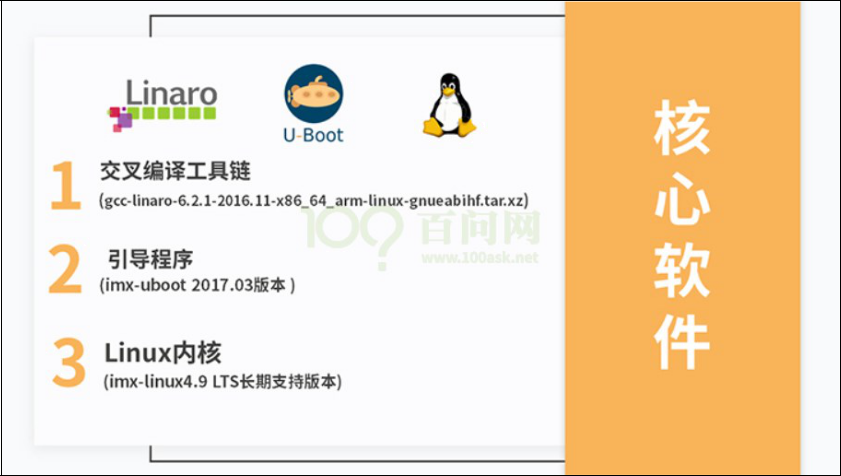 Linaro
U-Boot
1 交叉编译工具链
(gcc-linaro-6.2.1-2016.11-x86_64_arm-linux-gnueabihf.tar.xz)
100? 百问网
www.100ask.net
2 引导程序
(imx-uboot 2017.03版本 )
3 Linux内核
(imx-linux4.9 LTS长期支持版本)
核心软件